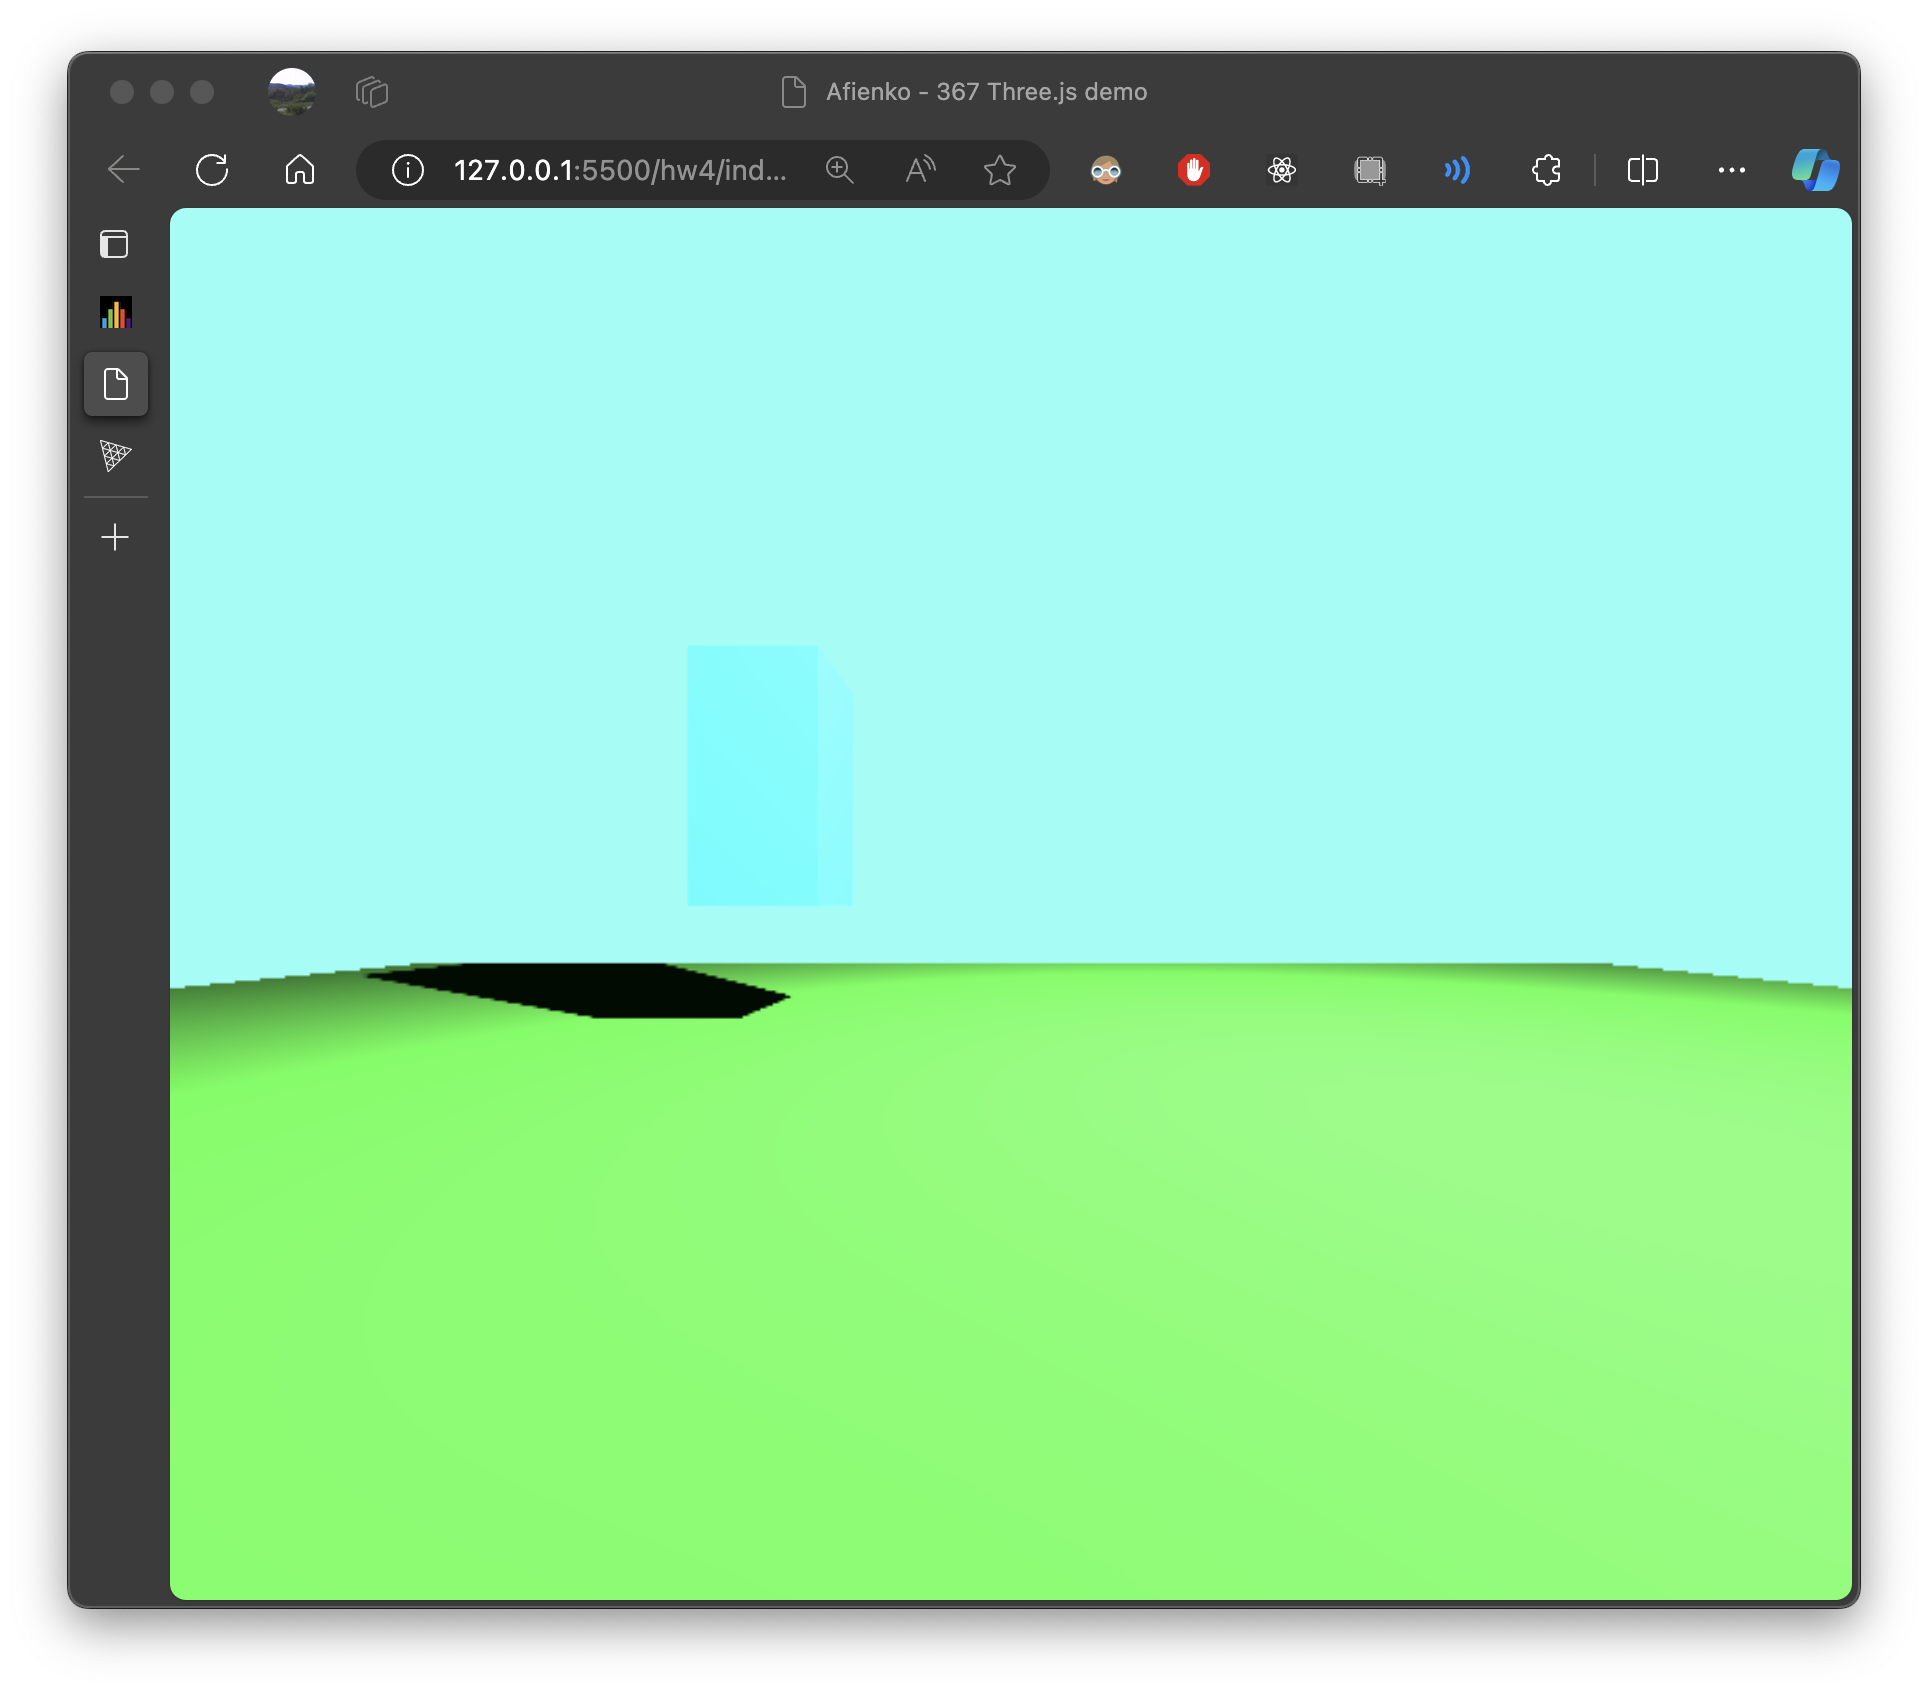 Afienko - 367 Three.js demo
127.0.0.1:5500/hw4/ind...